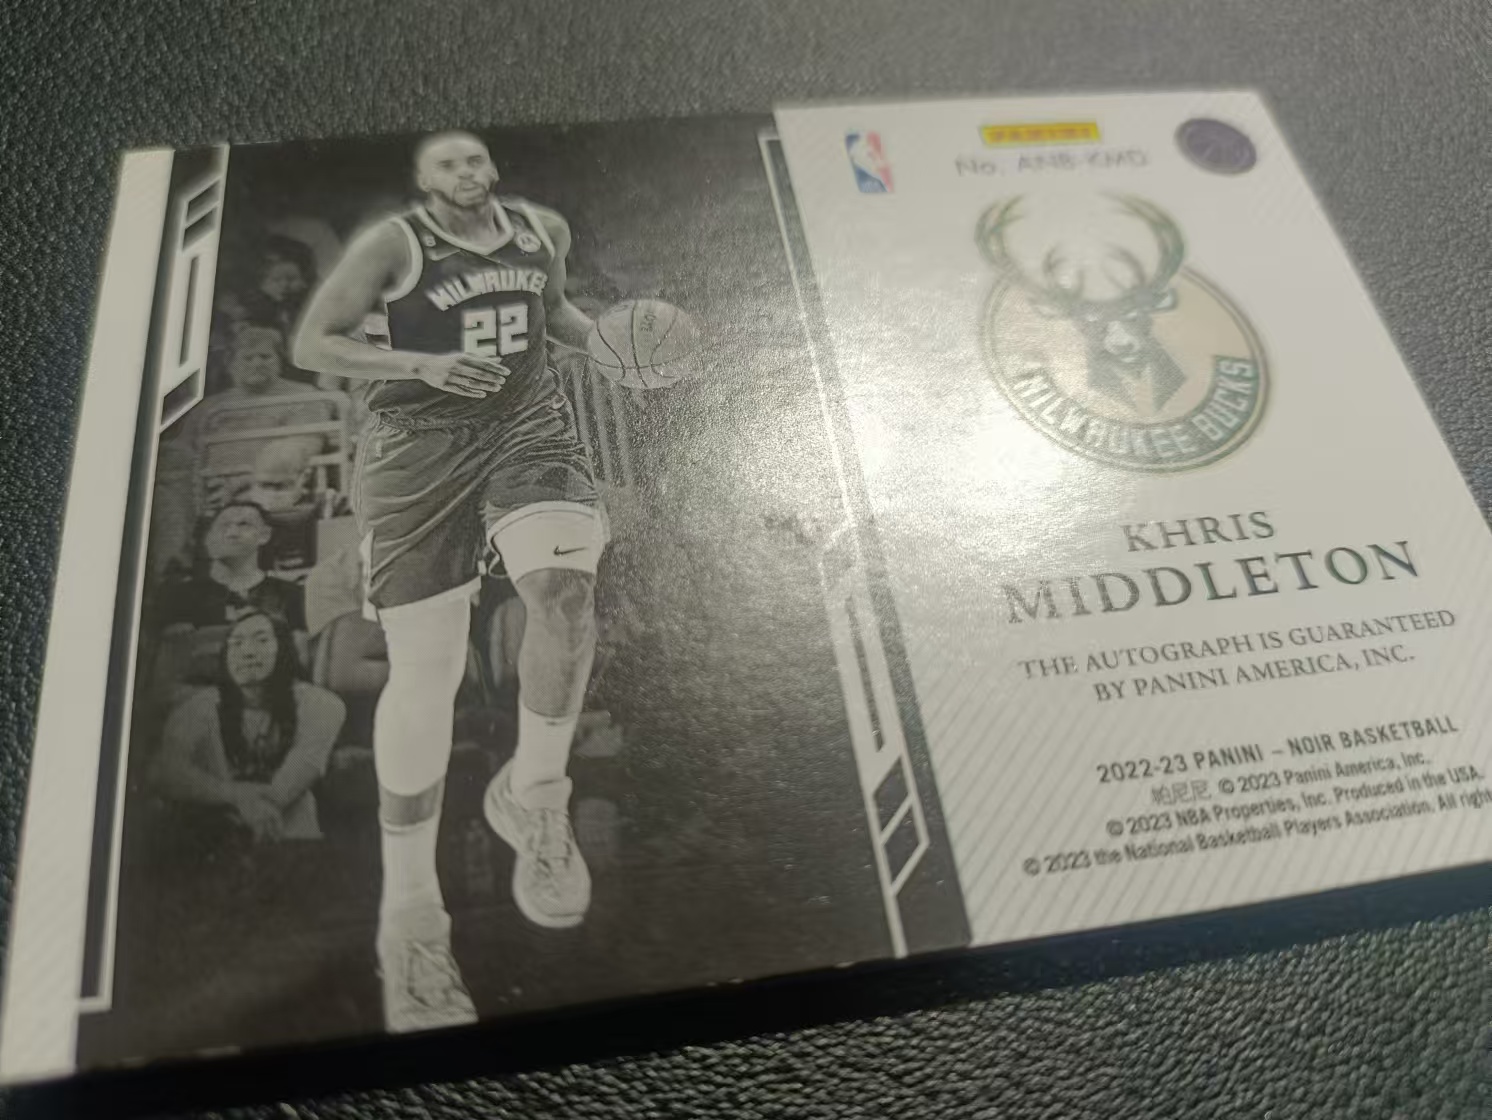 MILWAUKEE
22
PANINI
No. ANB-KMD
MILWAUKEE BUCKS
KHRIS
MIDDLETON
THE AUTOGRAPH IS GUARANTEED
BY PANINI AMERICA, INC.
2022-23 PANINI – NOIR BASKETBALL
帕尼尼 © 2023 Panini America, Inc.
© 2023 NBA Properties, Inc. Produced in the USA.
© 2023 the National Basketball Players Association. All right